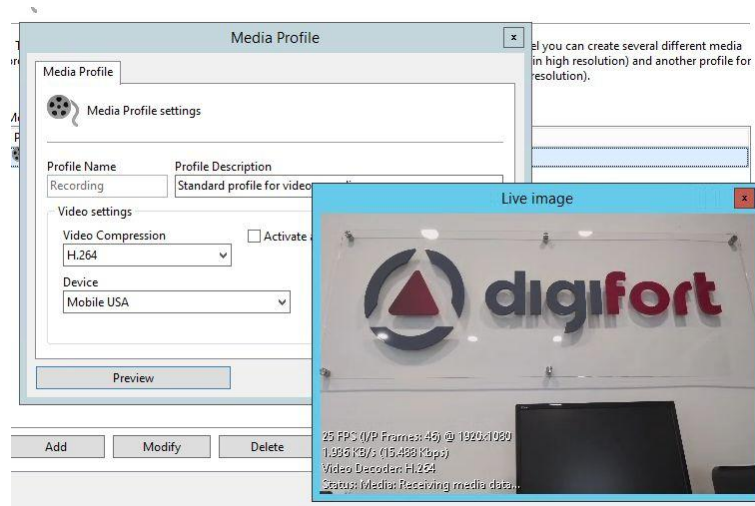 Media Profile
x
el you can create several different media
in high resolution) and another profile for
resolution).
Media Profile
Media Profile settings
Profile Name
Profile Description
Recording
Standard profile for video
Live image
x
Video settings
Video Compression
Activate
H.264
Device
Mobile USA
digifort
Preview
Add
Modify
Delete
25 FPS (I/P Frames: 46) @ 1920x1080
1.936 KB/s (15.488 Kbps)
Video Decoder: H.264
Status: Media: Receiving media data...